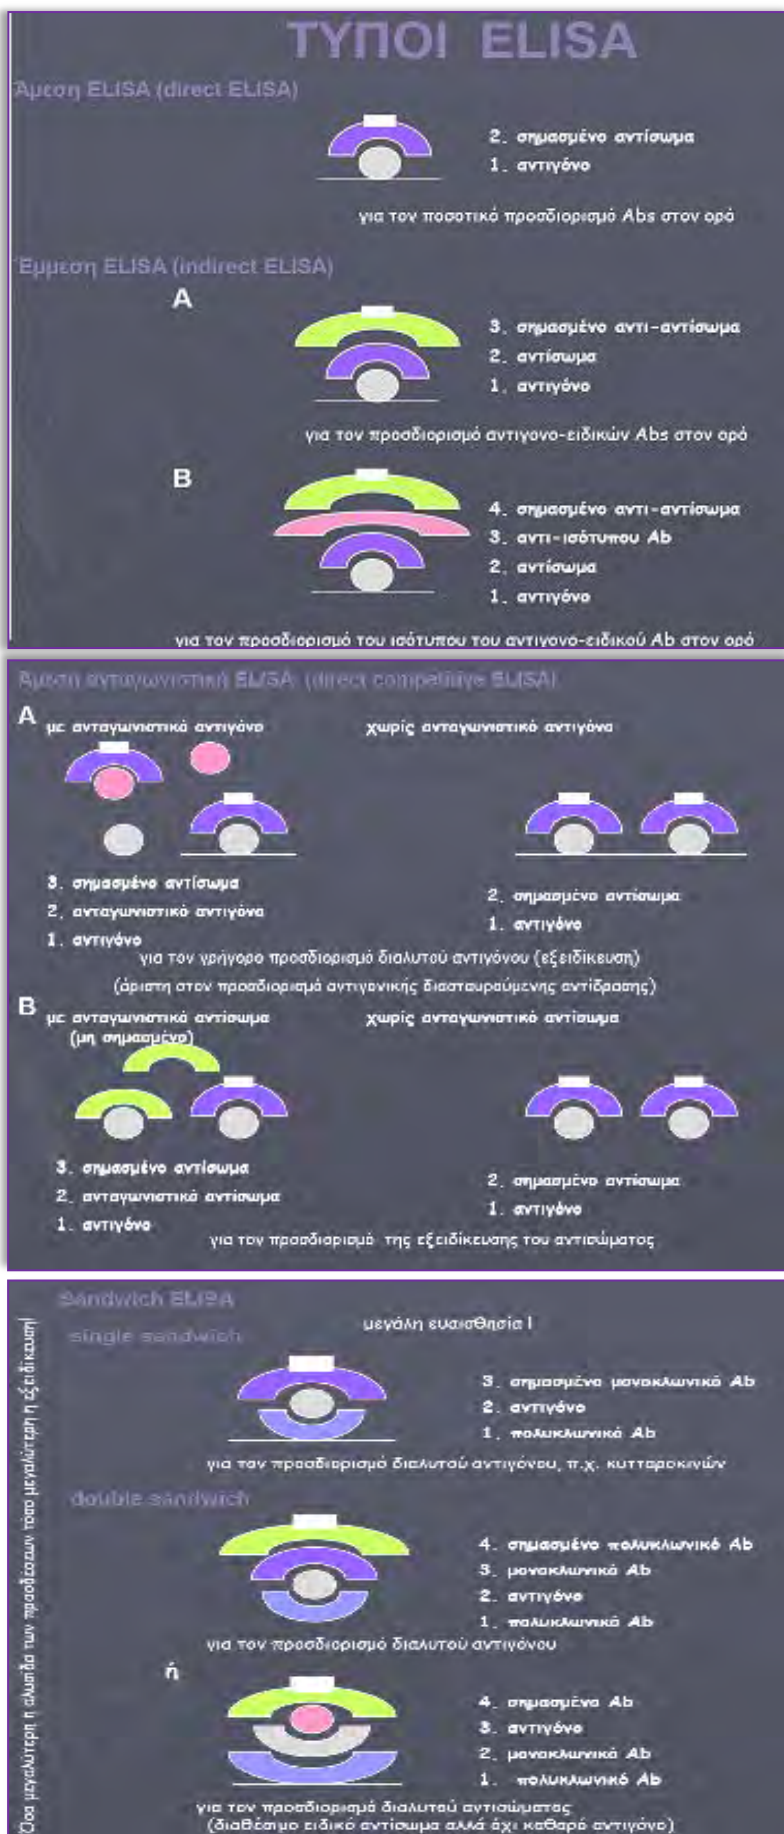 ΤΥΠΟΙ ELISA
Άμεση ELISA (direct ELISA)
2. σημασμένο αντίσωμα
1. αντιγόνο
για τον ποσοτικό προσδιορισμό Abs στον ορό
Έμμεση ELISA (indirect ELISA)
A
3. σημασμένο αντι-αντίσωμα
2. αντίσωμα
1. αντιγόνο
για τον προσδιορισμό αντιγονο-ειδικών Abs στον ορό
B
4. σημασμένο αντι-αντίσωμα
3. αντι-ισότυπου Ab
2. αντίσωμα
1. αντιγόνο
για τον προσδιορισμό του ισότυπου του αντιγονο-ειδικού Ab στον ορό
Άμεση ανταγωνιστική ELISA (direct competitive ELISA)
A
με ανταγωνιστικό αντιγόνο
χωρίς ανταγωνιστικό αντιγόνο
3. σημασμένο αντίσωμα
2. ανταγωνιστικό αντιγόνο
1. αντιγόνο
2. σημασμένο αντίσωμα
1. αντιγόνο
για τον γρήγορο προσδιορισμό διαλυτού αντιγόνου (εξειδίκευση)
(άριστη στον προσδιορισμό αντιγονικής διασταυρούμενης αντίδρασης)
B
με ανταγωνιστικό αντίσωμα
(μη σημασμένο)
χωρίς ανταγωνιστικό αντίσωμα
3. σημασμένο αντίσωμα
2. ανταγωνιστικό αντίσωμα
1. αντιγόνο
2. σημασμένο αντίσωμα
1. αντιγόνο
για τον προσδιορισμό της εξειδίκευσης του αντισώματος
Sandwich ELISA
single sandwich
μεγάλη ευαισθησία !
3. σημασμένο μονοκλωνικό Ab
2. αντιγόνο
1. πολυκλωνικό Ab
για τον προσδιορισμό διαλυτού αντιγόνου, π.χ. κυτταροκινών
double sandwich
4. σημασμένο πολυκλωνικό Ab
3. μονοκλωνικό Ab
2. αντιγόνο
1. πολυκλωνικό Ab
για τον προσδιορισμό διαλυτού αντιγόνου
ή
4. σημασμένο Ab
3. αντιγόνο
2. μονοκλωνικό Ab
1. πολυκλωνικό Ab
για τον προσδιορισμό διαλυτού αντισώματος
(διαθέσιμο ειδικό αντίσωμα αλλά όχι καθαρό αντιγόνο)
Όσο μεγαλύτερη η αλυσίδα των προσδέσεων τόσο μεγαλύτερη η εξειδίκευση!